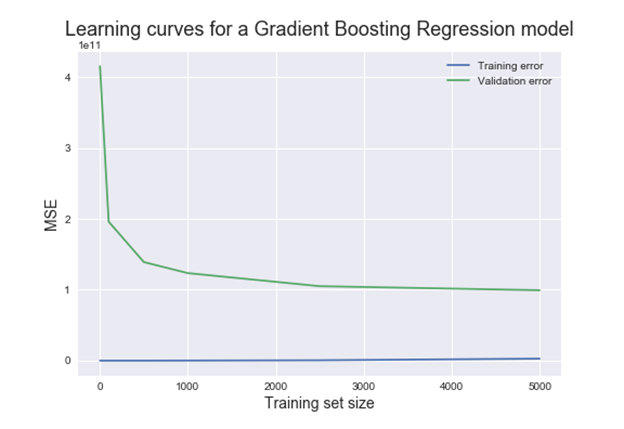 Learning curves for a Gradient Boosting Regression model
1e11
Training error
Validation error
4
3
2
1
0
MSE
0 1000 2000 3000 4000 5000
Training set size